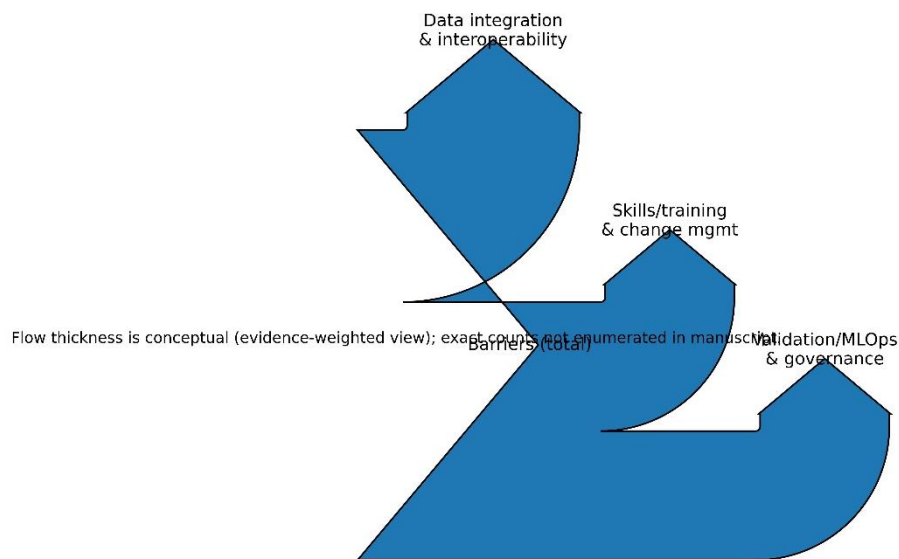 Data integration
& interoperability
Skills/training
& change mgmt
Flow thickness is conceptual (evidence-weighted view); exact counts not enumerated in manuscript.
Barriers (total)
Validation/MLOps
& governance